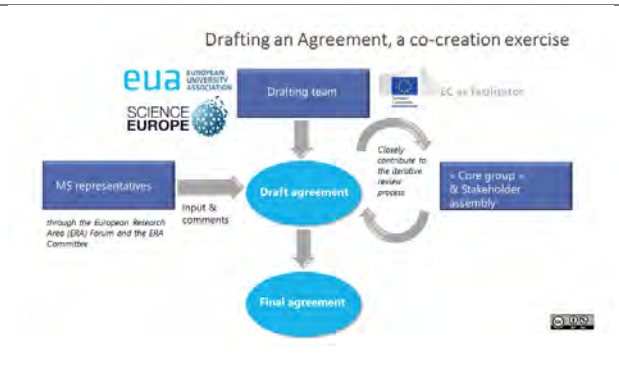 Drafting an Agreement, a co-creation exercise
eua EUROPEAN
UNIVERSITY
ASSOCIATION
SCIENCE
EUROPE
Drafting team
EC as facilitator
Closely
contribute to
the iterative
review
process
MS representatives
Input &
comments
Draft agreement
« Core group »
& Stakeholder
assembly
through the European Research
Area (ERA) Forum and the ERA
Committee
Final agreement